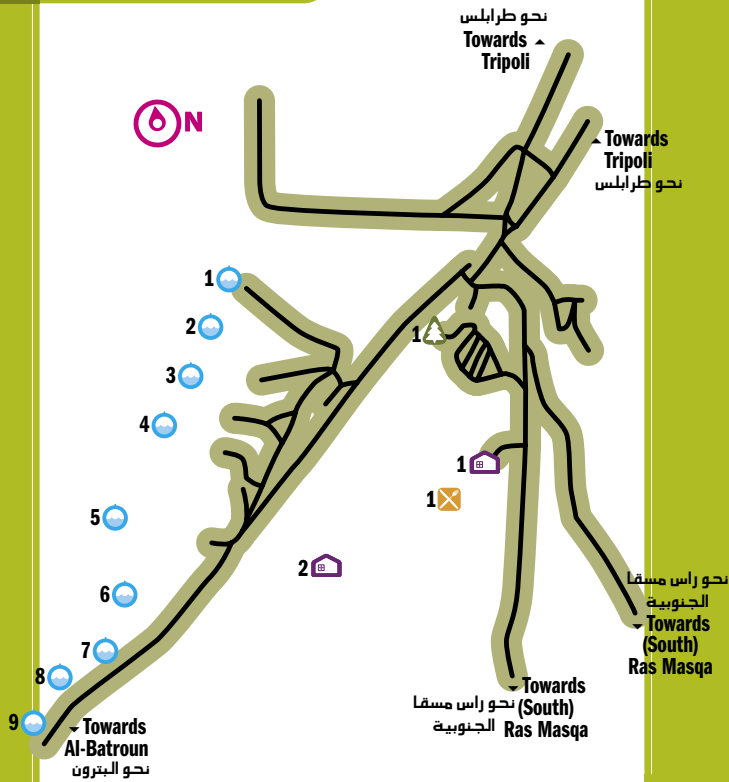 نحو طرابلس
Towards
Tripoli
N
Towards
Tripoli
نحو طرابلس
1
2
1
3
4
1
1
5
2
6
نحو راس مسقا
الجنوبية
Towards
(South)
Ras Masqa
7
8
Towards
(South)
Ras Masqa
نحو راس مسقا
الجنوبية
9
Towards
Al-Batroun
نحو البترون